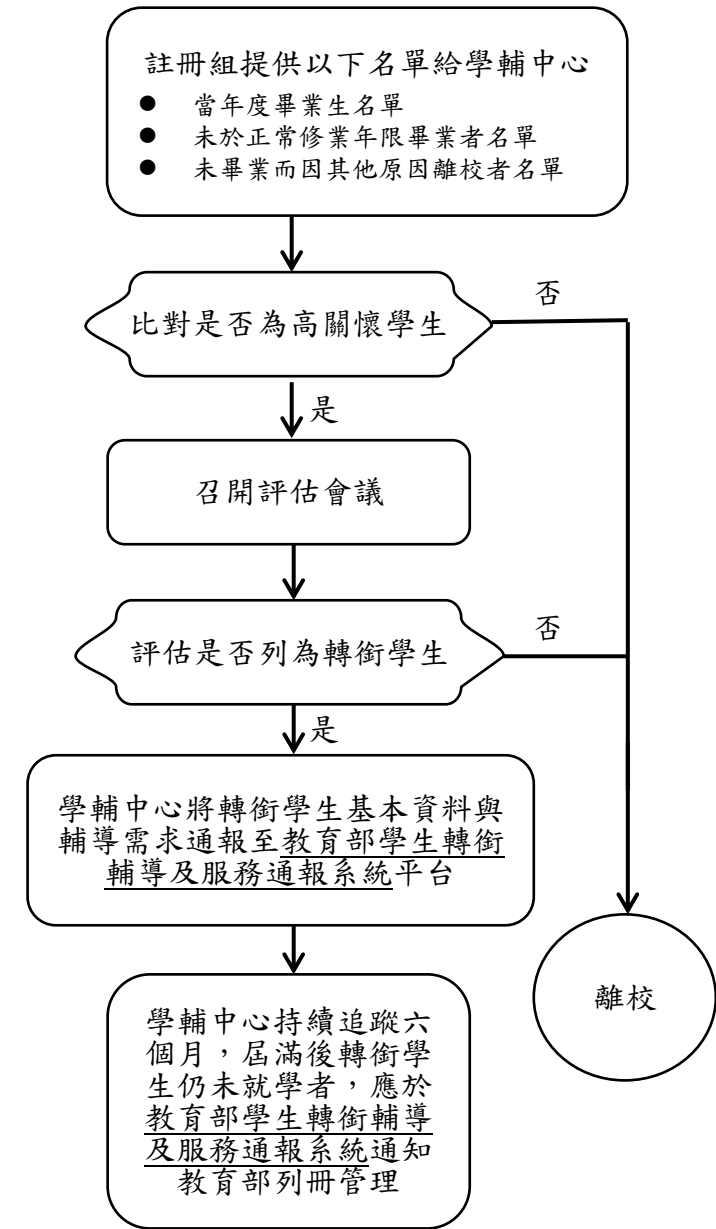 註冊組提供以下名單給學輔中心
● 當年度畢業生名單
● 未於正常修業年限畢業者名單
● 未畢業而因其他原因離校者名單
比對是否為高關懷學生
否
是
召開評估會議
評估是否列為轉銜學生
否
是
學輔中心將轉銜學生基本資料與
輔導需求通報至教育部學生轉銜
輔導及服務通報系統平台
離校
學輔中心持續追蹤六
個月，屆滿後轉銜學
生仍未就學者，應於
教育部學生轉銜輔導
及服務通報系統通知
教育部列冊管理